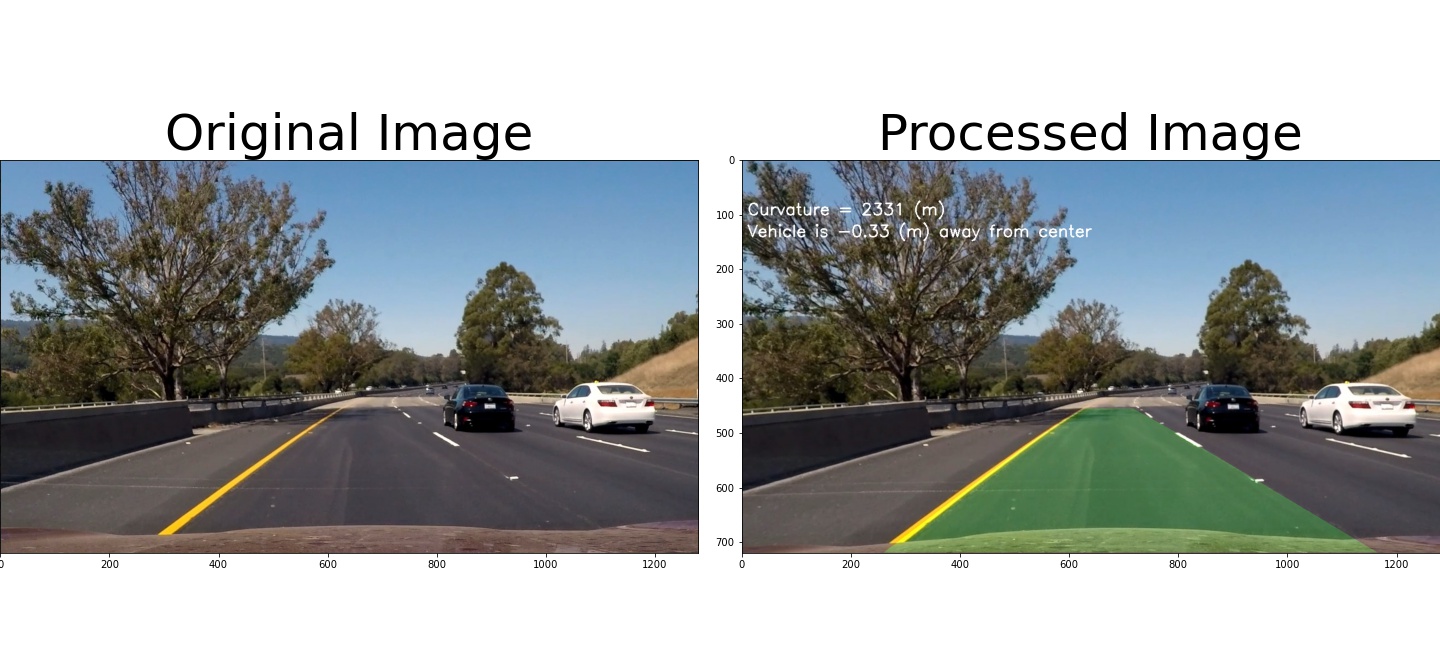 Original Image
Processed Image
Curvature = 2331 (m)
Vehicle is −0.33 (m) away from center
0
100
200
300
400
500
600
700
0 200 400 600 800 1000 1200
0 200 400 600 800 1000 1200